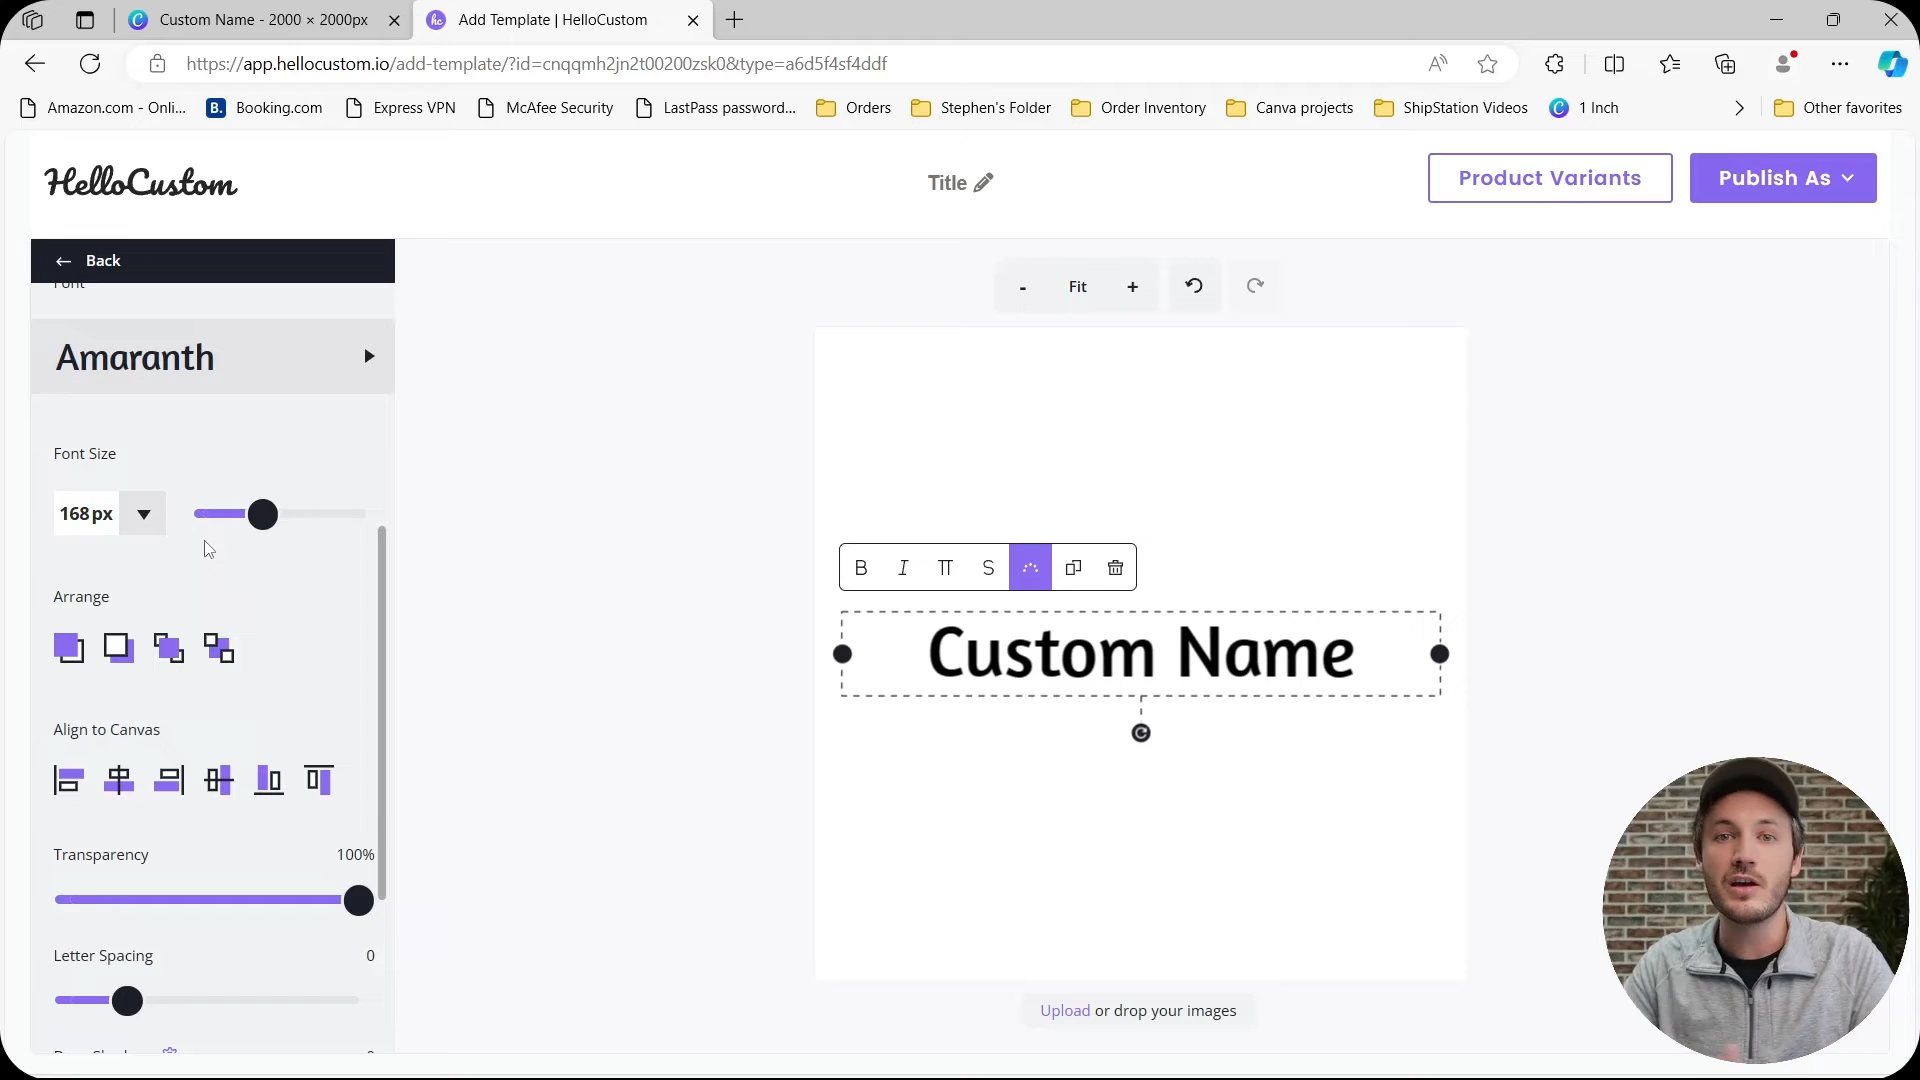 Custom Name - 2000 × 2000px
Add Template | HelloCustom
https://app.hellocustom.io/add-template/?id=cnqqmh2jn2t00200zsk0&type=a6d5f4sf4ddf
Amazon.com - Onli...
Booking.com
Express VPN
McAfee Security
LastPass password...
Orders
Stephen's Folder
Order Inventory
Canva projects
ShipStation Videos
1 Inch
Other favorites
HelloCustom
Title
Product Variants
Publish As
Back
Font
- Fit +
Amaranth
Font Size
168px
B I TT S
Arrange
Custom Name
Align to Canvas
Transparency 100%
Letter Spacing 0
Upload or drop your images